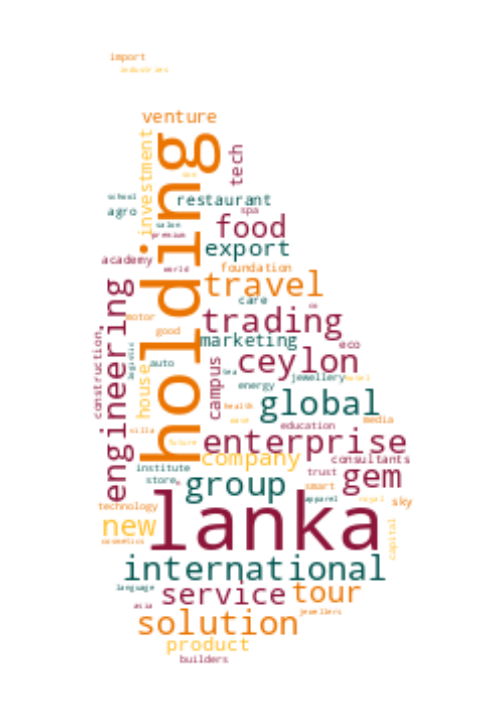 import
industries
venture
holding
investment
tech
school
restaurant
agro
spa
salon
food
premium
export
academy
world
foundation
travel
care
engineering
motor
trading
good
construction
logistic
marketing
eco
auto
ceylon
tea
campus
jewellery
hotel
energy
house
global
health
media
villa
education
future
enterprise
company
consultants
institute
trust
gem
store
group
smart
apparel
royal
sky
technology
lanka
new
capital
cosmetics
international
language
service
tour
asia
jewellers
solution
product
builders